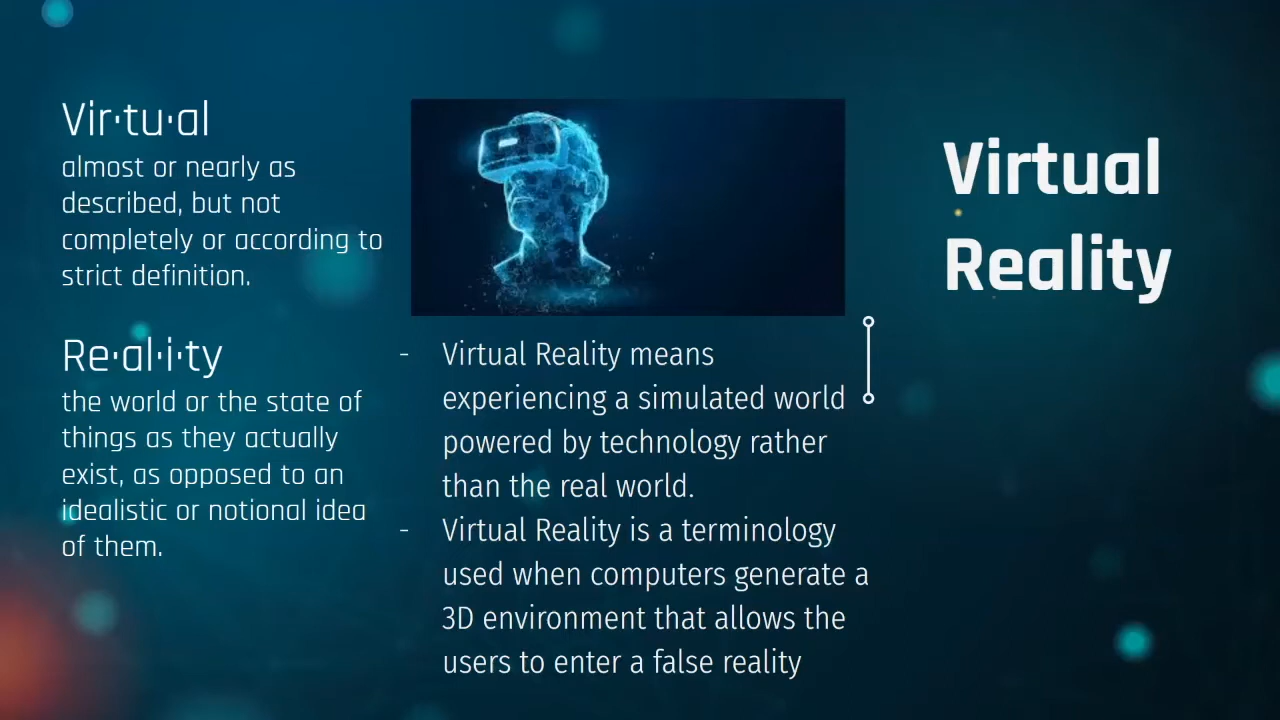 Vir·tu·al
almost or nearly as
described, but not
completely or according to
strict definition.
Re·al·i·ty
the world or the state of
things as they actually
exist, as opposed to an
idealistic or notional idea
of them.
- Virtual Reality means
experiencing a simulated world
powered by technology rather
than the real world.
- Virtual Reality is a terminology
used when computers generate a
3D environment that allows the
users to enter a false reality
Virtual
Reality